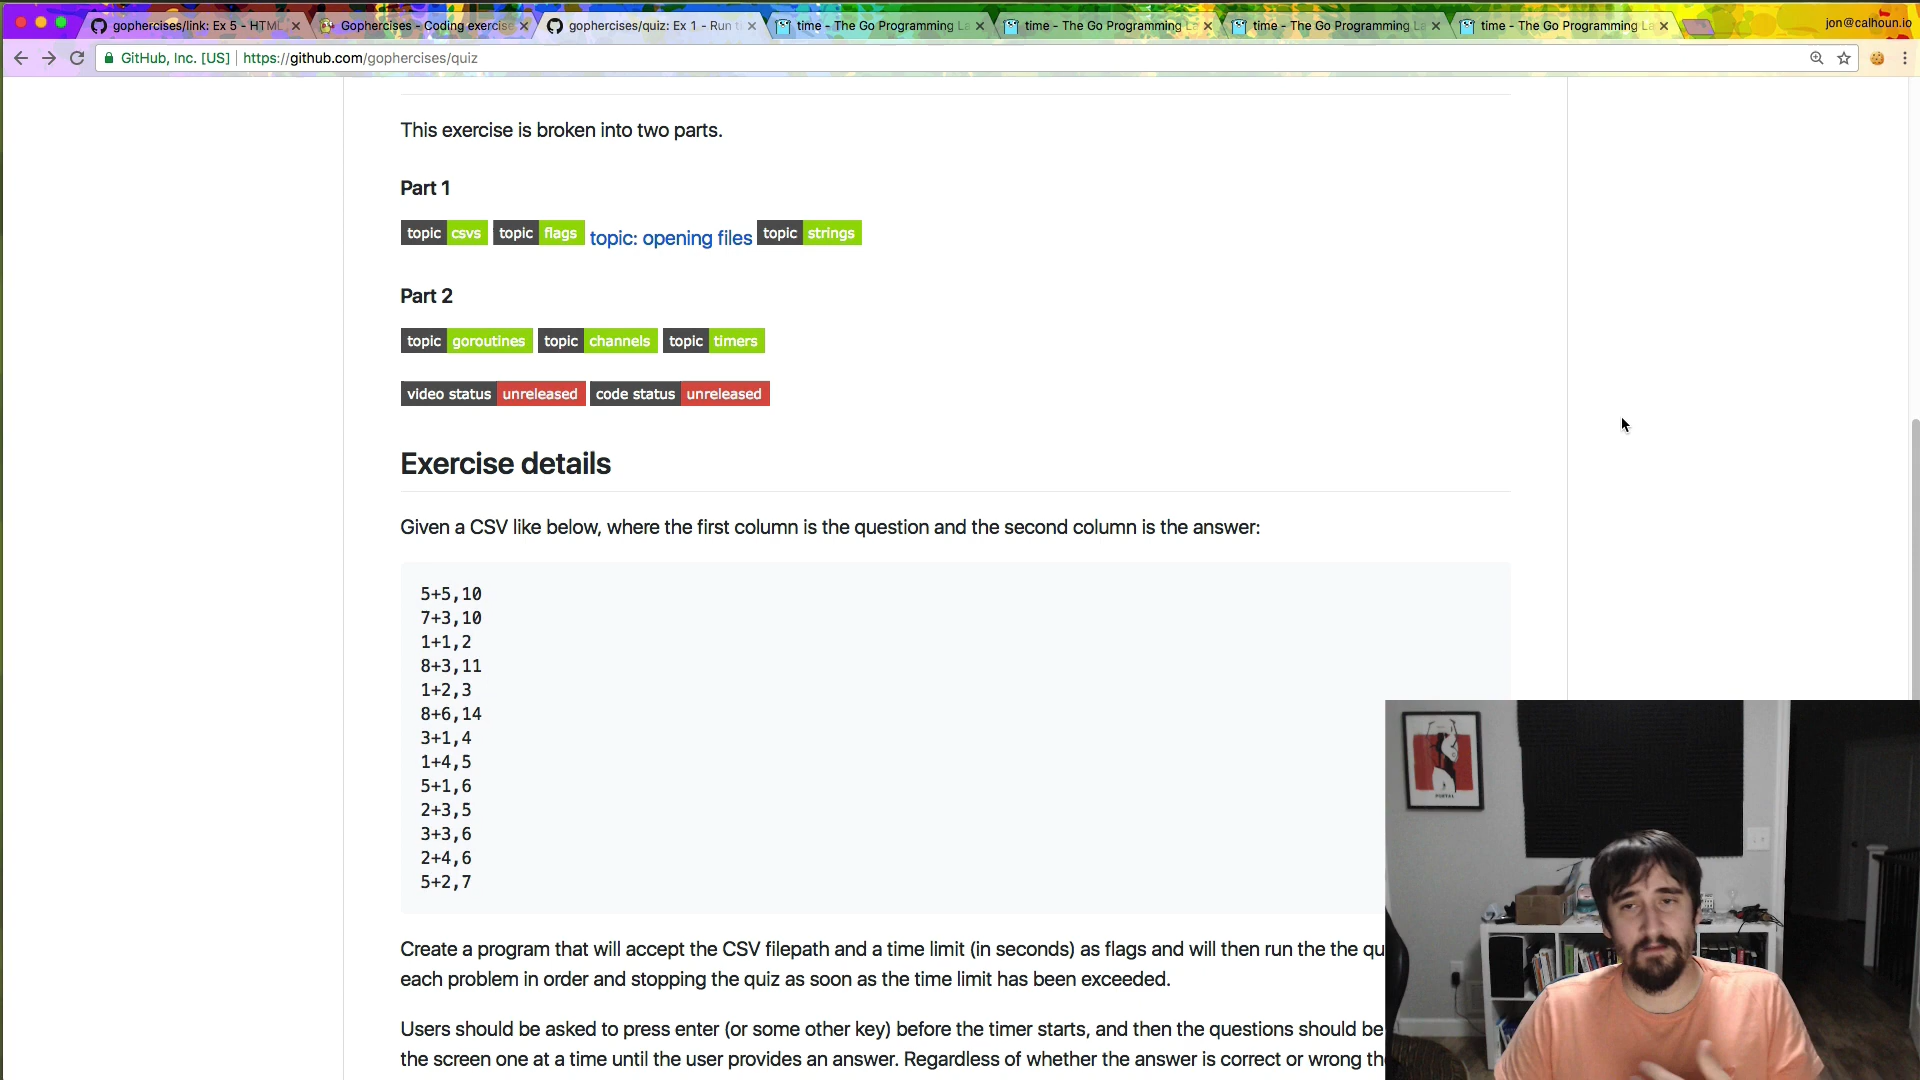 gophercises/link: Ex 5 - HTML
Gophercises - Coding exercise
gophercises/quiz: Ex 1 - Run t
time - The Go Programming La
time - The Go Programming La
time - The Go Programming La
time - The Go Programming La
jon@calhoun.io
GitHub, Inc. [US] | https://github.com/gophercises/quiz
This exercise is broken into two parts.
Part 1
topic csvs topic flags topic: opening files topic strings
Part 2
topic goroutines topic channels topic timers
video status unreleased code status unreleased
Exercise details
Given a CSV like below, where the first column is the question and the second column is the answer:
5+5,10
7+3,10
1+1,2
8+3,11
1+2,3
8+6,14
3+1,4
1+4,5
5+1,6
2+3,5
3+3,6
2+4,6
5+2,7
Create a program that will accept the CSV filepath and a time limit (in seconds) as flags and will then run the the qu
each problem in order and stopping the quiz as soon as the time limit has been exceeded.
Users should be asked to press enter (or some other key) before the timer starts, and then the questions should be
the screen one at a time until the user provides an answer. Regardless of whether the answer is correct or wrong th
PORTAL